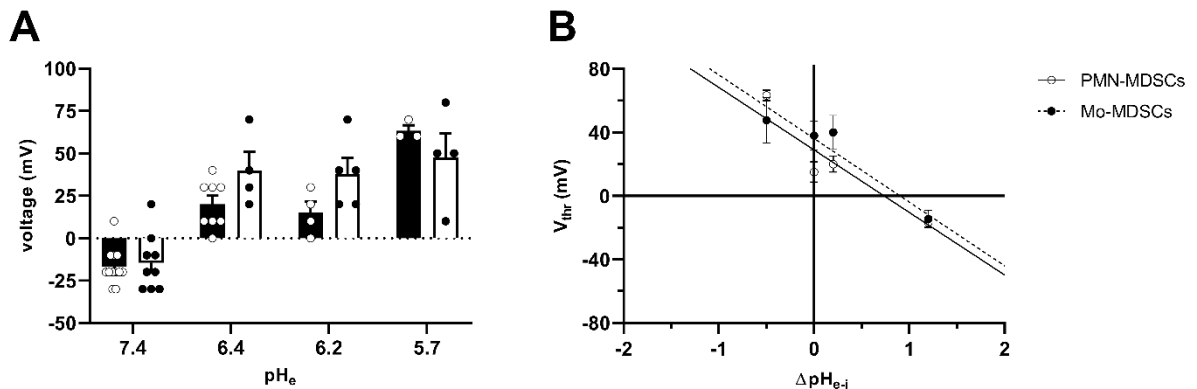 A
voltage (mV)
100
75
50
25
0
-25
-50
7.4 6.4 6.2 5.7
pHe
B
Vthr (mV)
80
40
0
-40
-80
-2 -1 0 1 2
ΔpHe-i
PMN-MDSCs
Mo-MDSCs